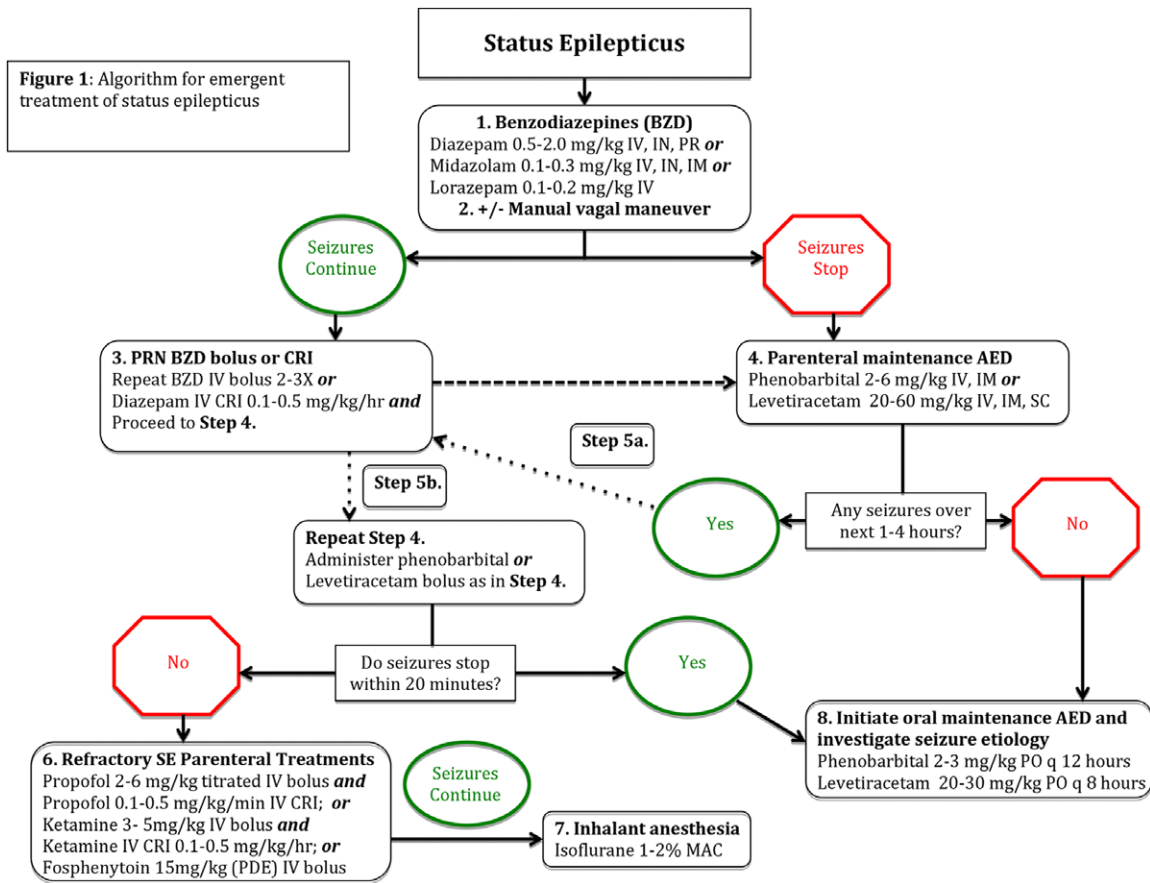 Status Epilepticus
Figure 1: Algorithm for emergent
treatment of status epilepticus
1. Benzodiazepines (BZD)
Diazepam 0.5-2.0 mg/kg IV, IN, PR or
Midazolam 0.1-0.3 mg/kg IV, IN, IM or
Lorazepam 0.1-0.2 mg/kg IV
2. +/- Manual vagal maneuver
Seizures
Continue
Seizures
Stop
3. PRN BZD bolus or CRI
Repeat BZD IV bolus 2-3X or
Diazepam IV CRI 0.1-0.5 mg/kg/hr and
Proceed to Step 4.
4. Parenteral maintenance AED
Phenobarbital 2-6 mg/kg IV, IM or
Levetiracetam 20-60 mg/kg IV, IM, SC
Step 5a.
Step 5b.
Yes
Any seizures over
next 1-4 hours?
No
Repeat Step 4.
Administer phenobarbital or
Levetiracetam bolus as in Step 4.
No
Do seizures stop
within 20 minutes?
Yes
6. Refractory SE Parenteral Treatments
Propofol 2-6 mg/kg titrated IV bolus and
Propofol 0.1-0.5 mg/kg/min IV CRI; or
Ketamine 3- 5mg/kg IV bolus and
Ketamine IV CRI 0.1-0.5 mg/kg/hr; or
Fosphenytoin 15mg/kg (PDE) IV bolus
Seizures
Continue
7. Inhalant anesthesia
Isoflurane 1-2% MAC
8. Initiate oral maintenance AED and
investigate seizure etiology
Phenobarbital 2-3 mg/kg PO q 12 hours
Levetiracetam 20-30 mg/kg PO q 8 hours